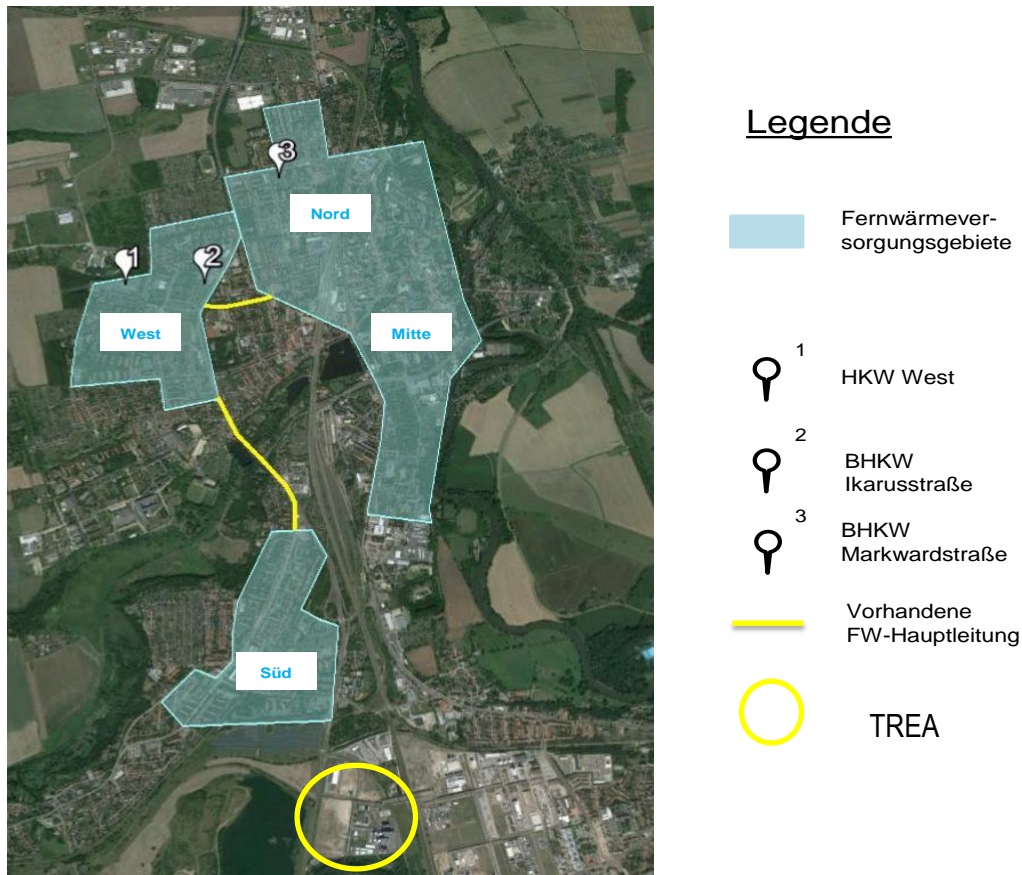 3
Nord
1
2
West
Mitte
Süd
Legende
Fernwärmever-
sorgungsgebiete
1
HKW West
2
BHKW
Ikarusstraße
3
BHKW
Markwardstraße
Vorhandene
FW-Hauptleitung
TREA